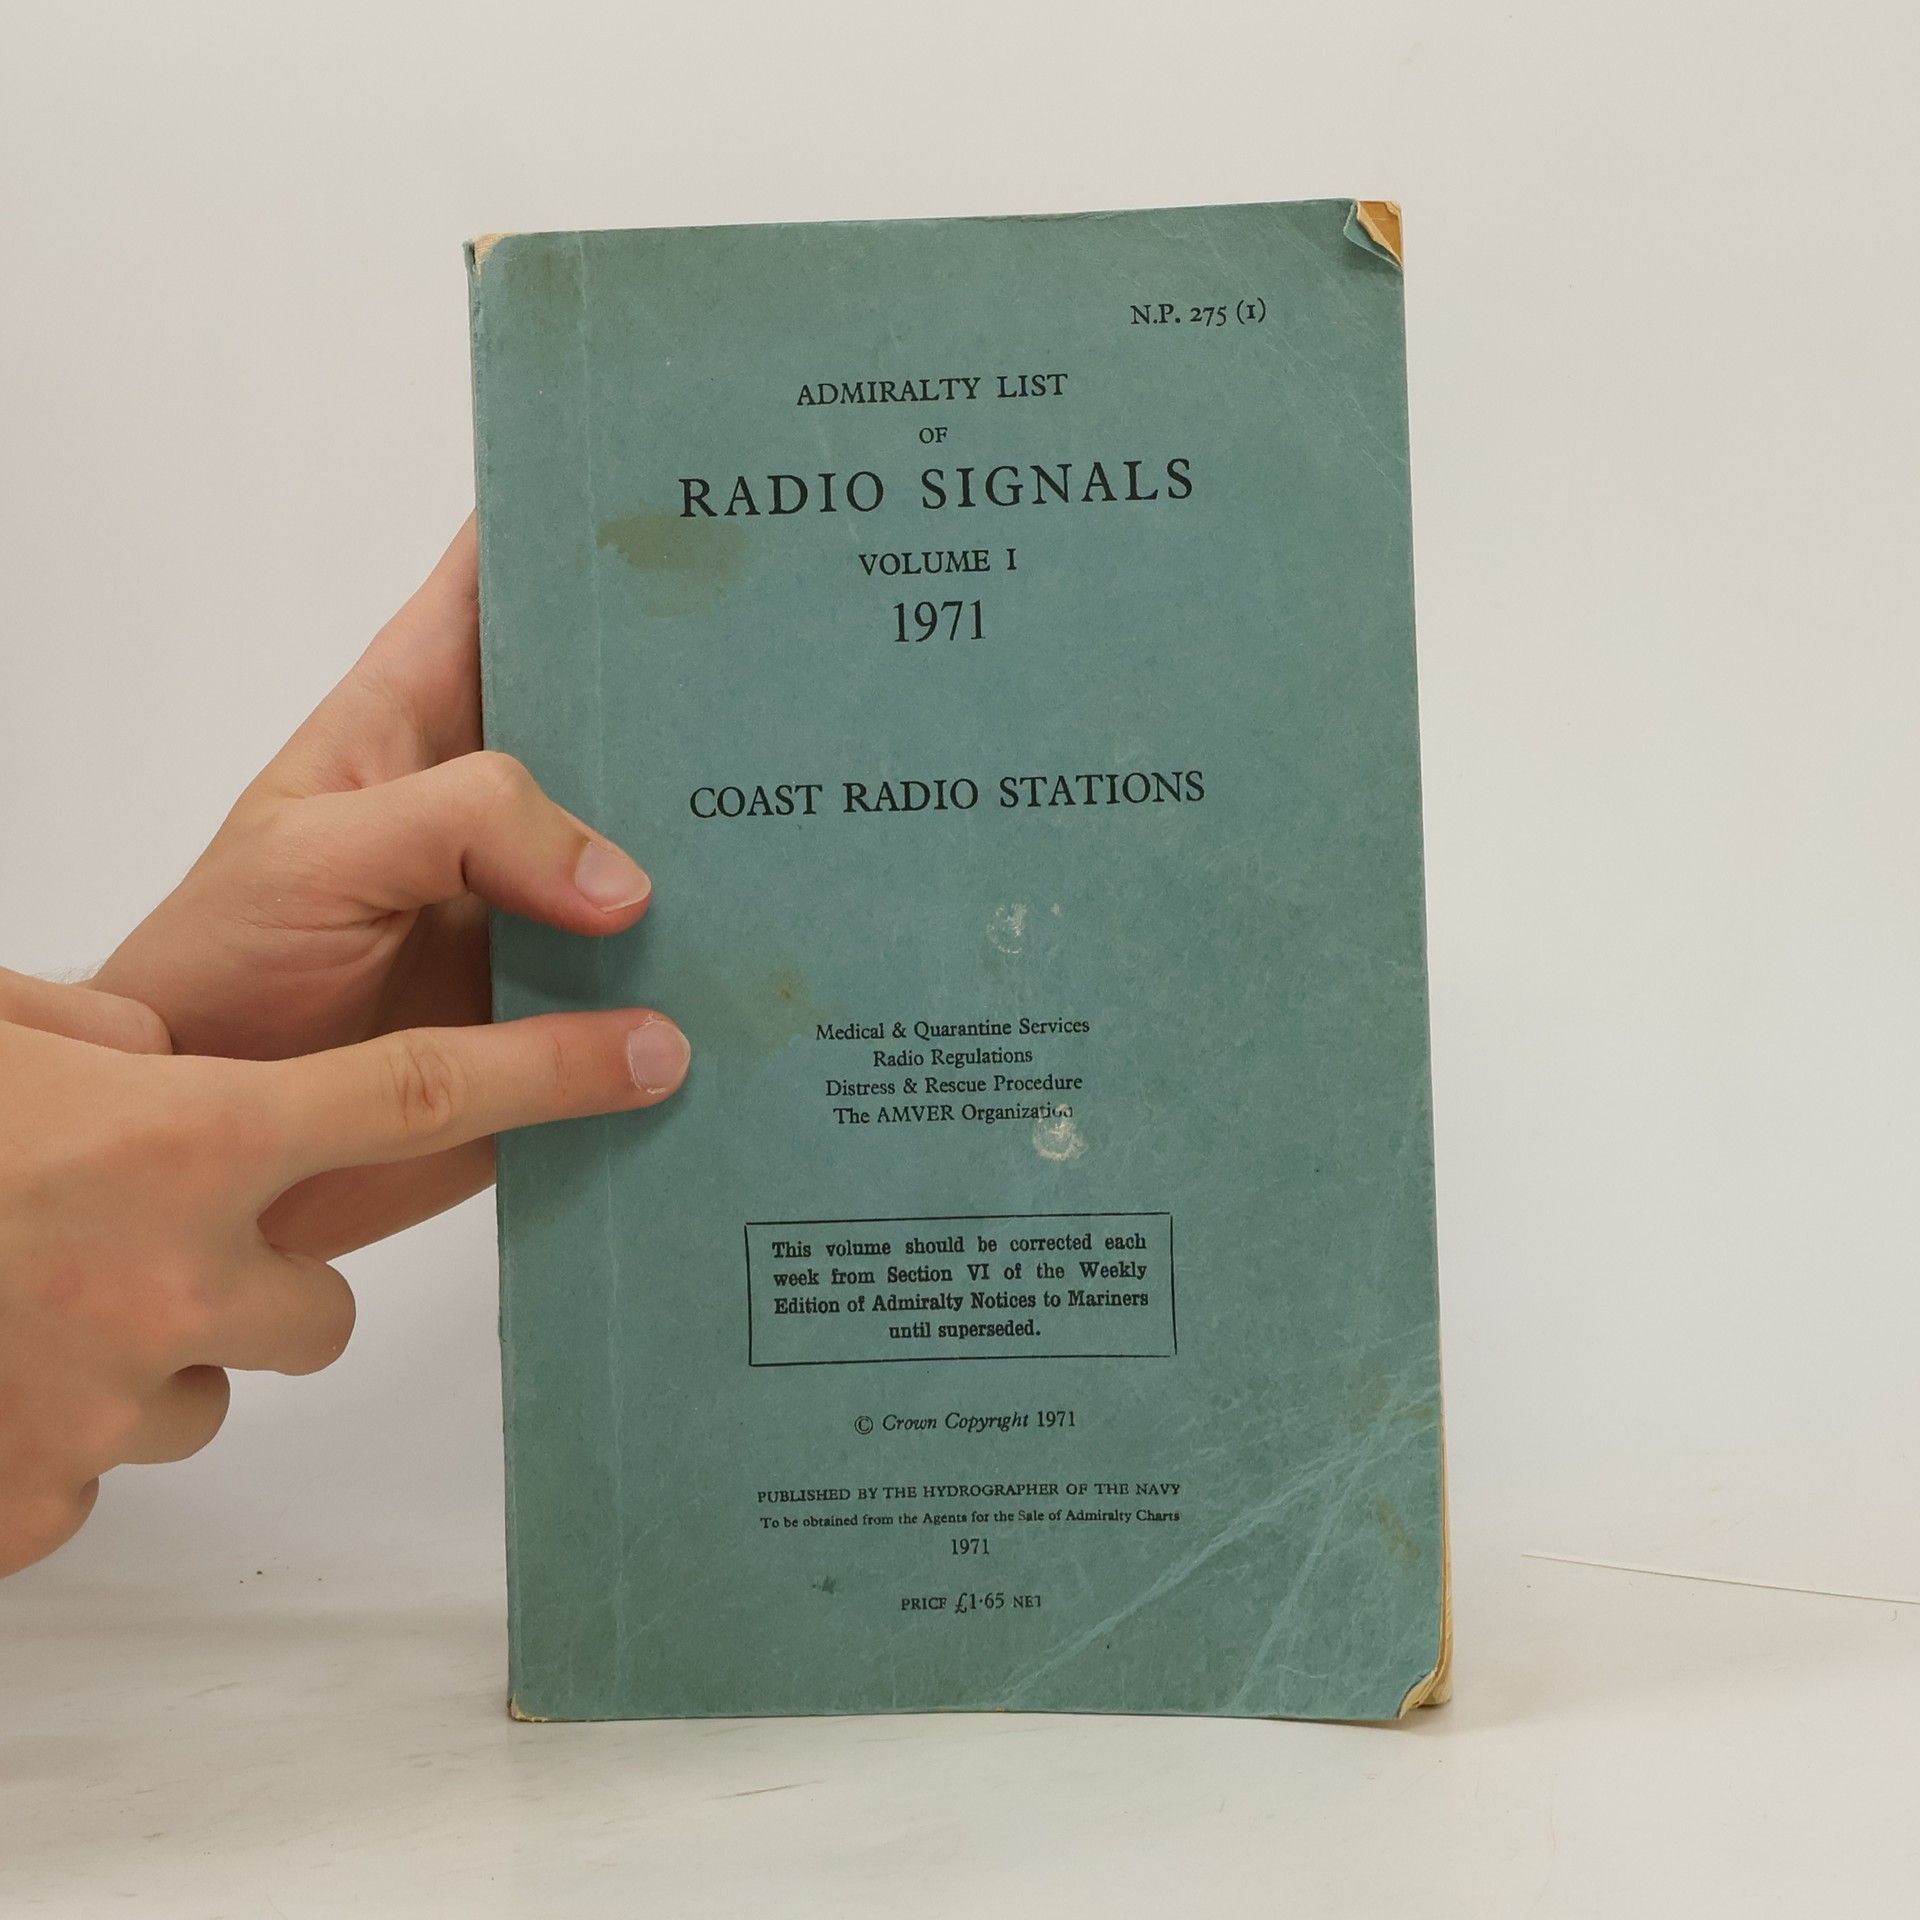 N.P. 275 (1)
ADMIRALTY LIST
OF
RADIO SIGNALS
VOLUME I
1971
COAST RADIO STATIONS
Medical & Quarantine Services
Radio Regulations
Distress & Rescue Procedure
The AMVER Organization
This volume should be corrected each
week from Section VI of the Weekly
Edition of Admiralty Notices to Mariners
until superseded.
© Crown Copyright 1971
PUBLISHED BY THE HYDROGRAPHER OF THE NAVY
To be obtained from the Agents for the Sale of Admiralty Charts
1971
PRICE £1·65 NET